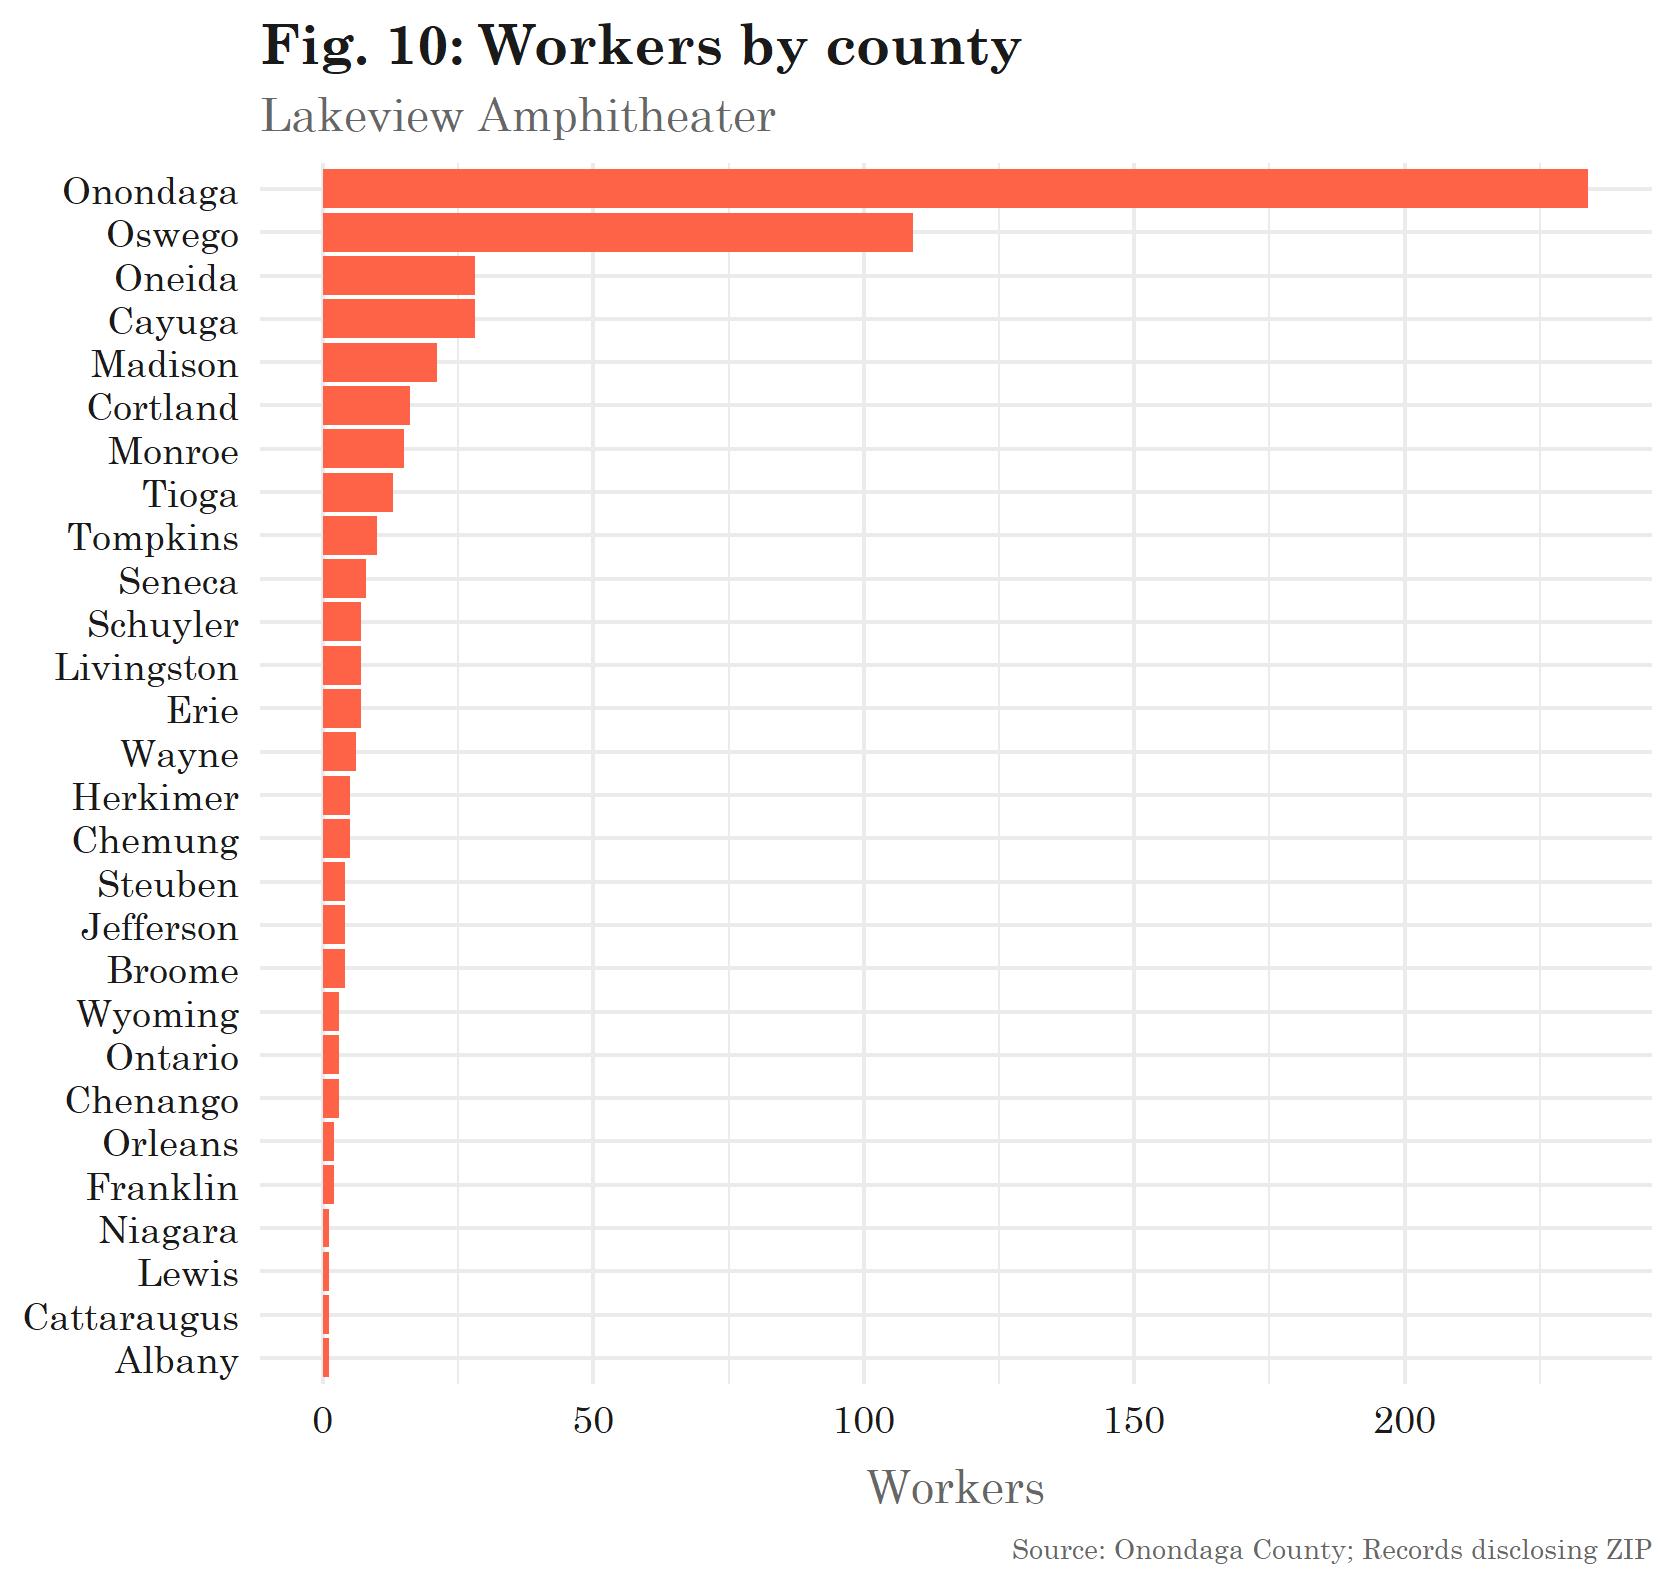 Fig. 10: Workers by county
Lakeview Amphitheater
Onondaga
Oswego
Oneida
Cayuga
Madison
Cortland
Monroe
Tioga
Tompkins
Seneca
Schuyler
Livingston
Erie
Wayne
Herkimer
Chemung
Steuben
Jefferson
Broome
Wyoming
Ontario
Chenango
Orleans
Franklin
Niagara
Lewis
Cattaraugus
Albany
0 50 100 150 200
Workers
Source: Onondaga County; Records disclosing ZIP